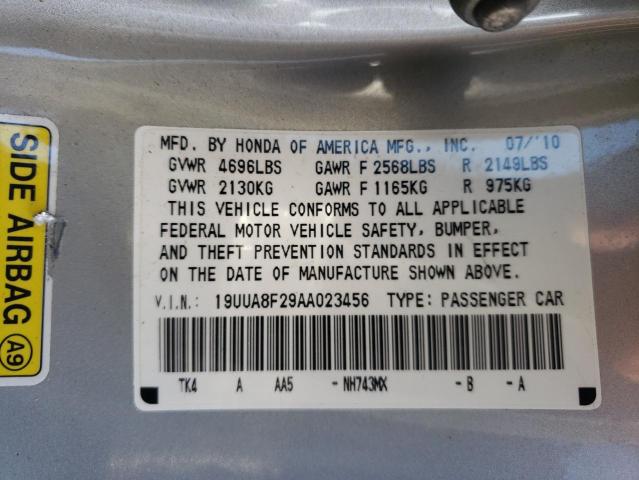 MFD. BY HONDA OF AMERICA MFG., INC. 07/'10
GVWR 4696LBS GAWR F 2568LBS R 2149LBS
GVWR 2130KG GAWR F 1165KG R 975KG
THIS VEHICLE CONFORMS TO ALL APPLICABLE
FEDERAL MOTOR VEHICLE SAFETY, BUMPER,
AND THEFT PREVENTION STANDARDS IN EFFECT
ON THE DATE OF MANUFACTURE SHOWN ABOVE.
V.I.N.: 19UUA8F29AA023456 TYPE: PASSENGER CAR
TK4 A AA5 -NH743MX -B -A
SIDE AIRBAG A9